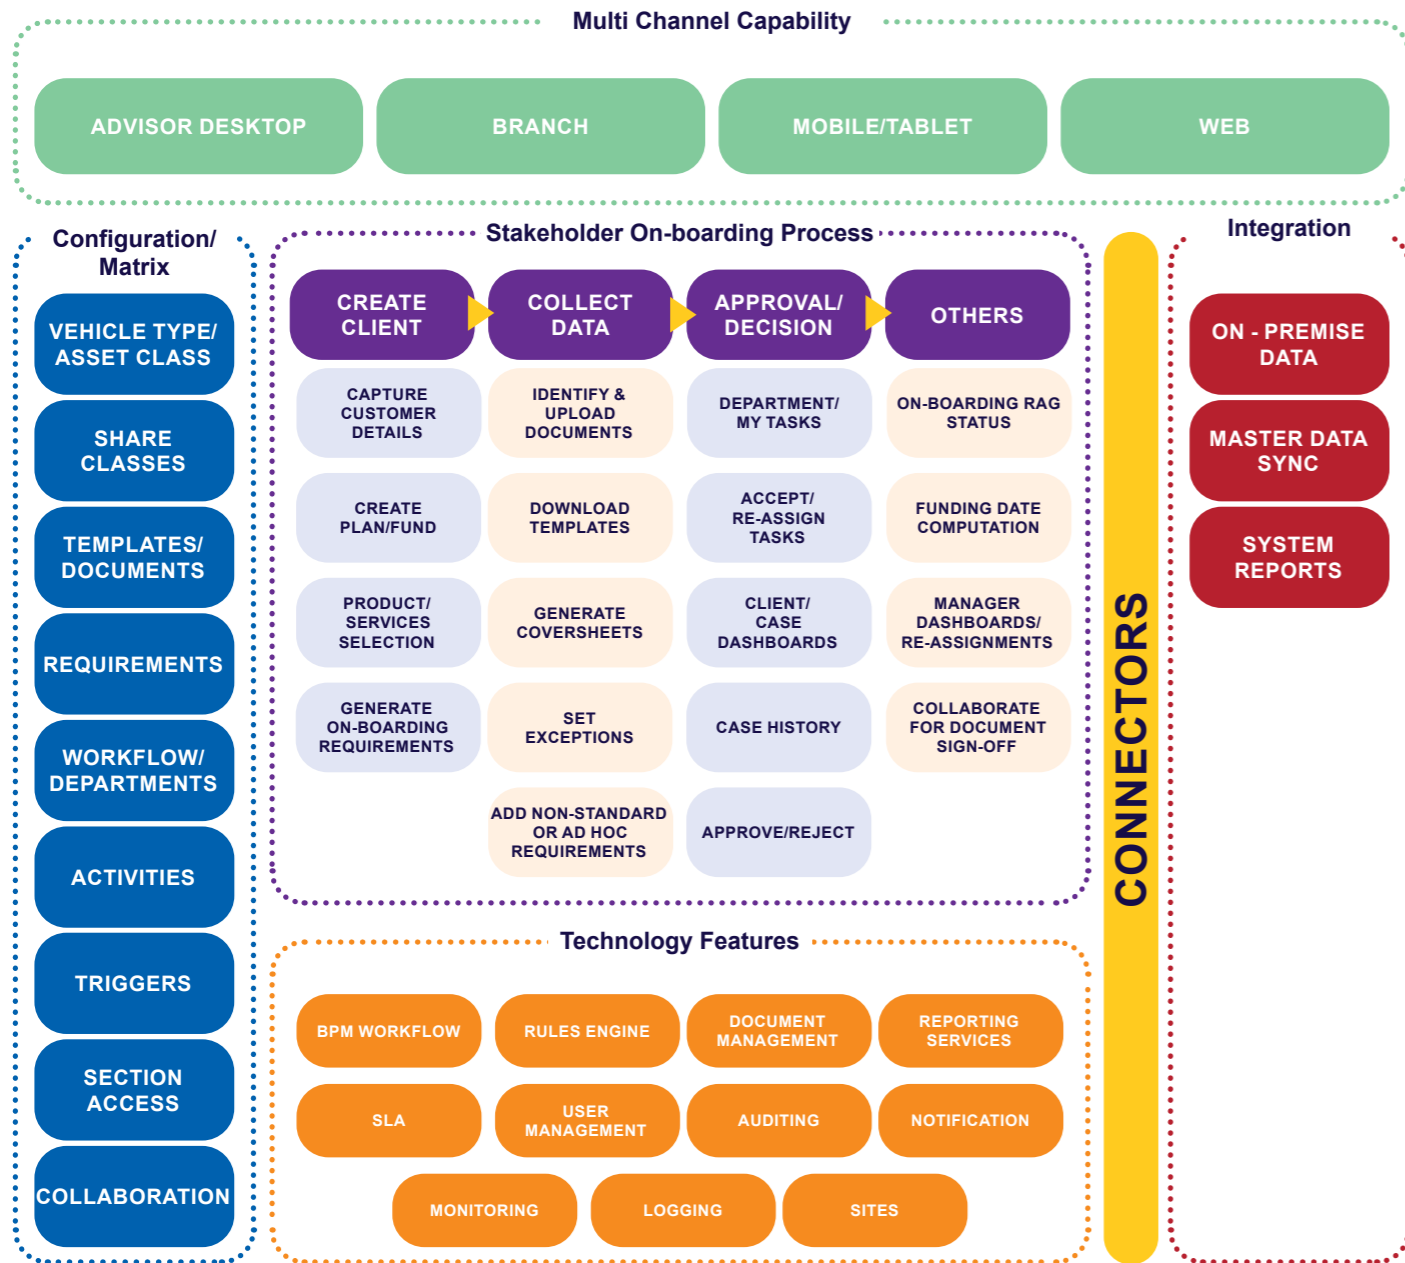 Multi Channel Capability
ADVISOR DESKTOP
BRANCH
MOBILE/TABLET
WEB
Configuration/
Matrix
VEHICLE TYPE/
ASSET CLASS
SHARE
CLASSES
TEMPLATES/
DOCUMENTS
REQUIREMENTS
WORKFLOW/
DEPARTMENTS
ACTIVITIES
TRIGGERS
SECTION
ACCESS
COLLABORATION
Stakeholder On-boarding Process
CREATE
CLIENT
CAPTURE
CUSTOMER
DETAILS
CREATE
PLAN/FUND
PRODUCT/
SERVICES
SELECTION
GENERATE
ON-BOARDING
REQUIREMENTS
COLLECT
DATA
IDENTIFY &
UPLOAD
DOCUMENTS
DOWNLOAD
TEMPLATES
GENERATE
COVERSHEETS
SET
EXCEPTIONS
ADD NON-STANDARD
OR AD HOC
REQUIREMENTS
APPROVAL/
DECISION
DEPARTMENT/
MY TASKS
ACCEPT/
RE-ASSIGN
TASKS
CLIENT/
CASE
DASHBOARDS
CASE HISTORY
APPROVE/REJECT
OTHERS
ON-BOARDING RAG
STATUS
FUNDING DATE
COMPUTATION
MANAGER
DASHBOARDS/
RE-ASSIGNMENTS
COLLABORATE
FOR DOCUMENT
SIGN-OFF
Technology Features
BPM WORKFLOW
RULES ENGINE
DOCUMENT
MANAGEMENT
REPORTING
SERVICES
SLA
USER
MANAGEMENT
AUDITING
NOTIFICATION
MONITORING
LOGGING
SITES
CONNECTORS
Integration
ON - PREMISE
DATA
MASTER DATA
SYNC
SYSTEM
REPORTS